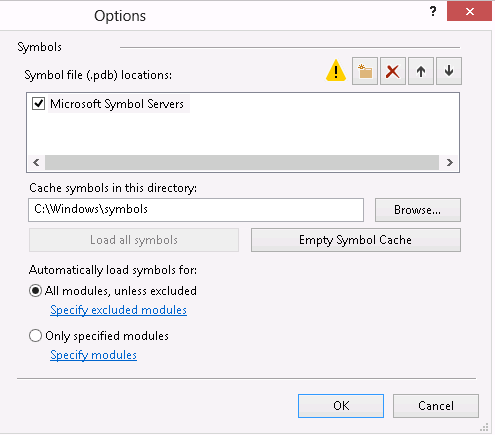 Options
?
Symbols
Symbol file (.pdb) locations:
Microsoft Symbol Servers
Cache symbols in this directory:
C:\Windows\symbols
Browse...
Load all symbols
Empty Symbol Cache
Automatically load symbols for:
All modules, unless excluded
Specify excluded modules
Only specified modules
Specify modules
OK
Cancel